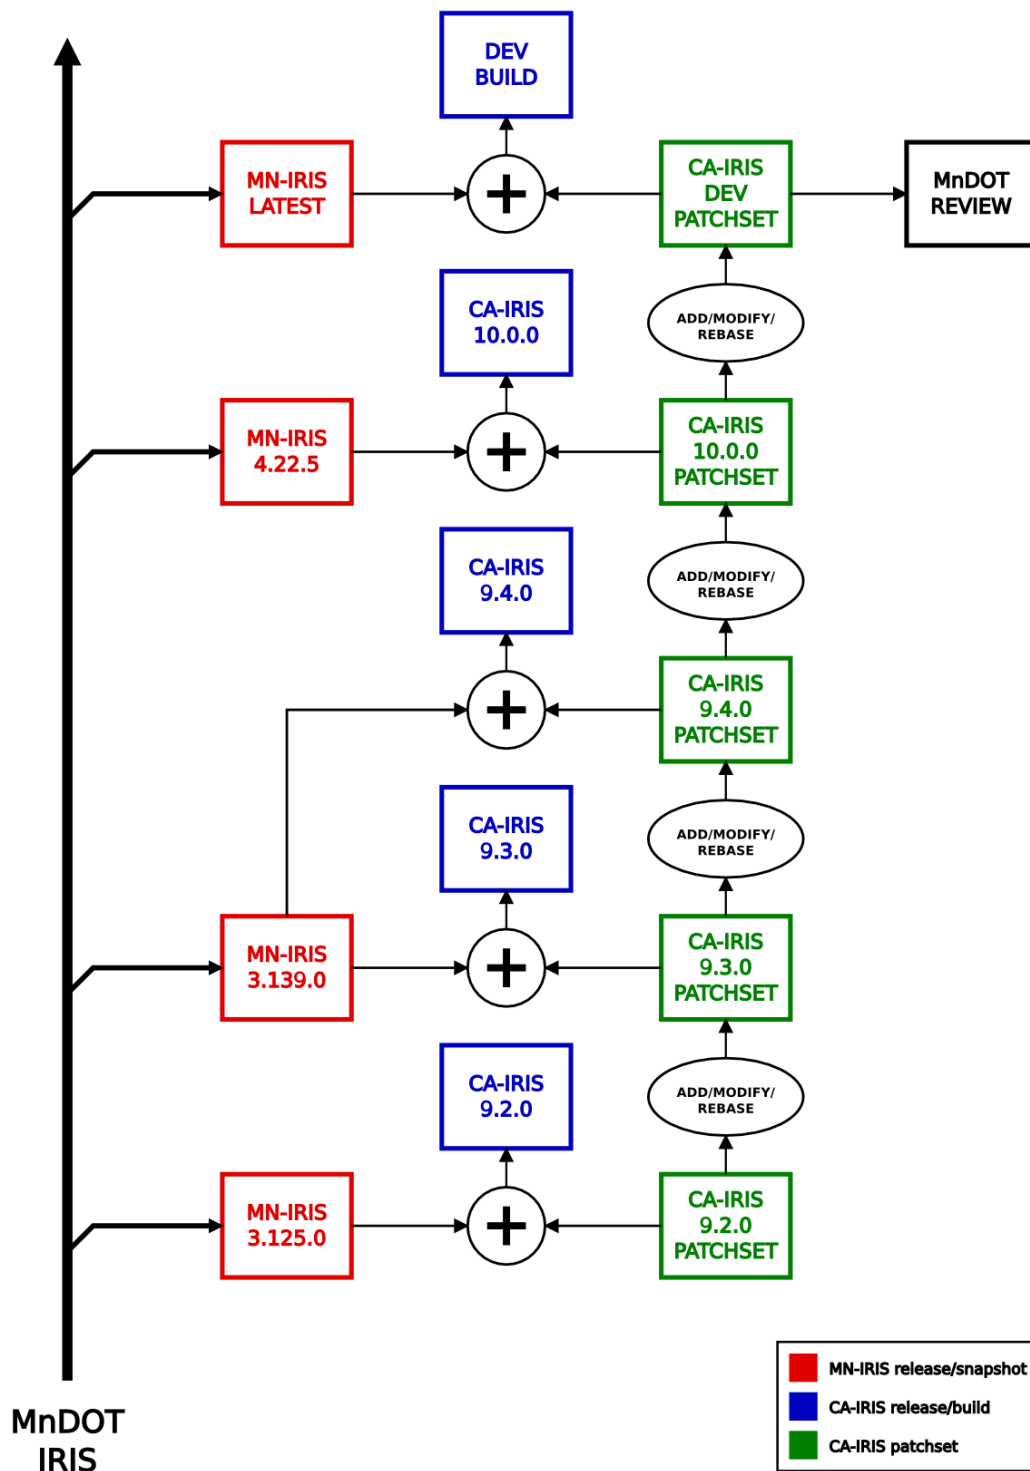 DEV
BUILD
MN-IRIS
LATEST
CA-IRIS
DEV
PATCHSET
MnDOT
REVIEW
CA-IRIS
10.0.0
ADD/MODIFY/
REBASE
MN-IRIS
4.22.5
CA-IRIS
10.0.0
PATCHSET
CA-IRIS
9.4.0
ADD/MODIFY/
REBASE
CA-IRIS
9.4.0
PATCHSET
CA-IRIS
9.3.0
ADD/MODIFY/
REBASE
MN-IRIS
3.139.0
CA-IRIS
9.3.0
PATCHSET
CA-IRIS
9.2.0
ADD/MODIFY/
REBASE
MN-IRIS
3.125.0
CA-IRIS
9.2.0
PATCHSET
MN-IRIS release/snapshot
CA-IRIS release/build
CA-IRIS patchset
MnDOT
IRIS